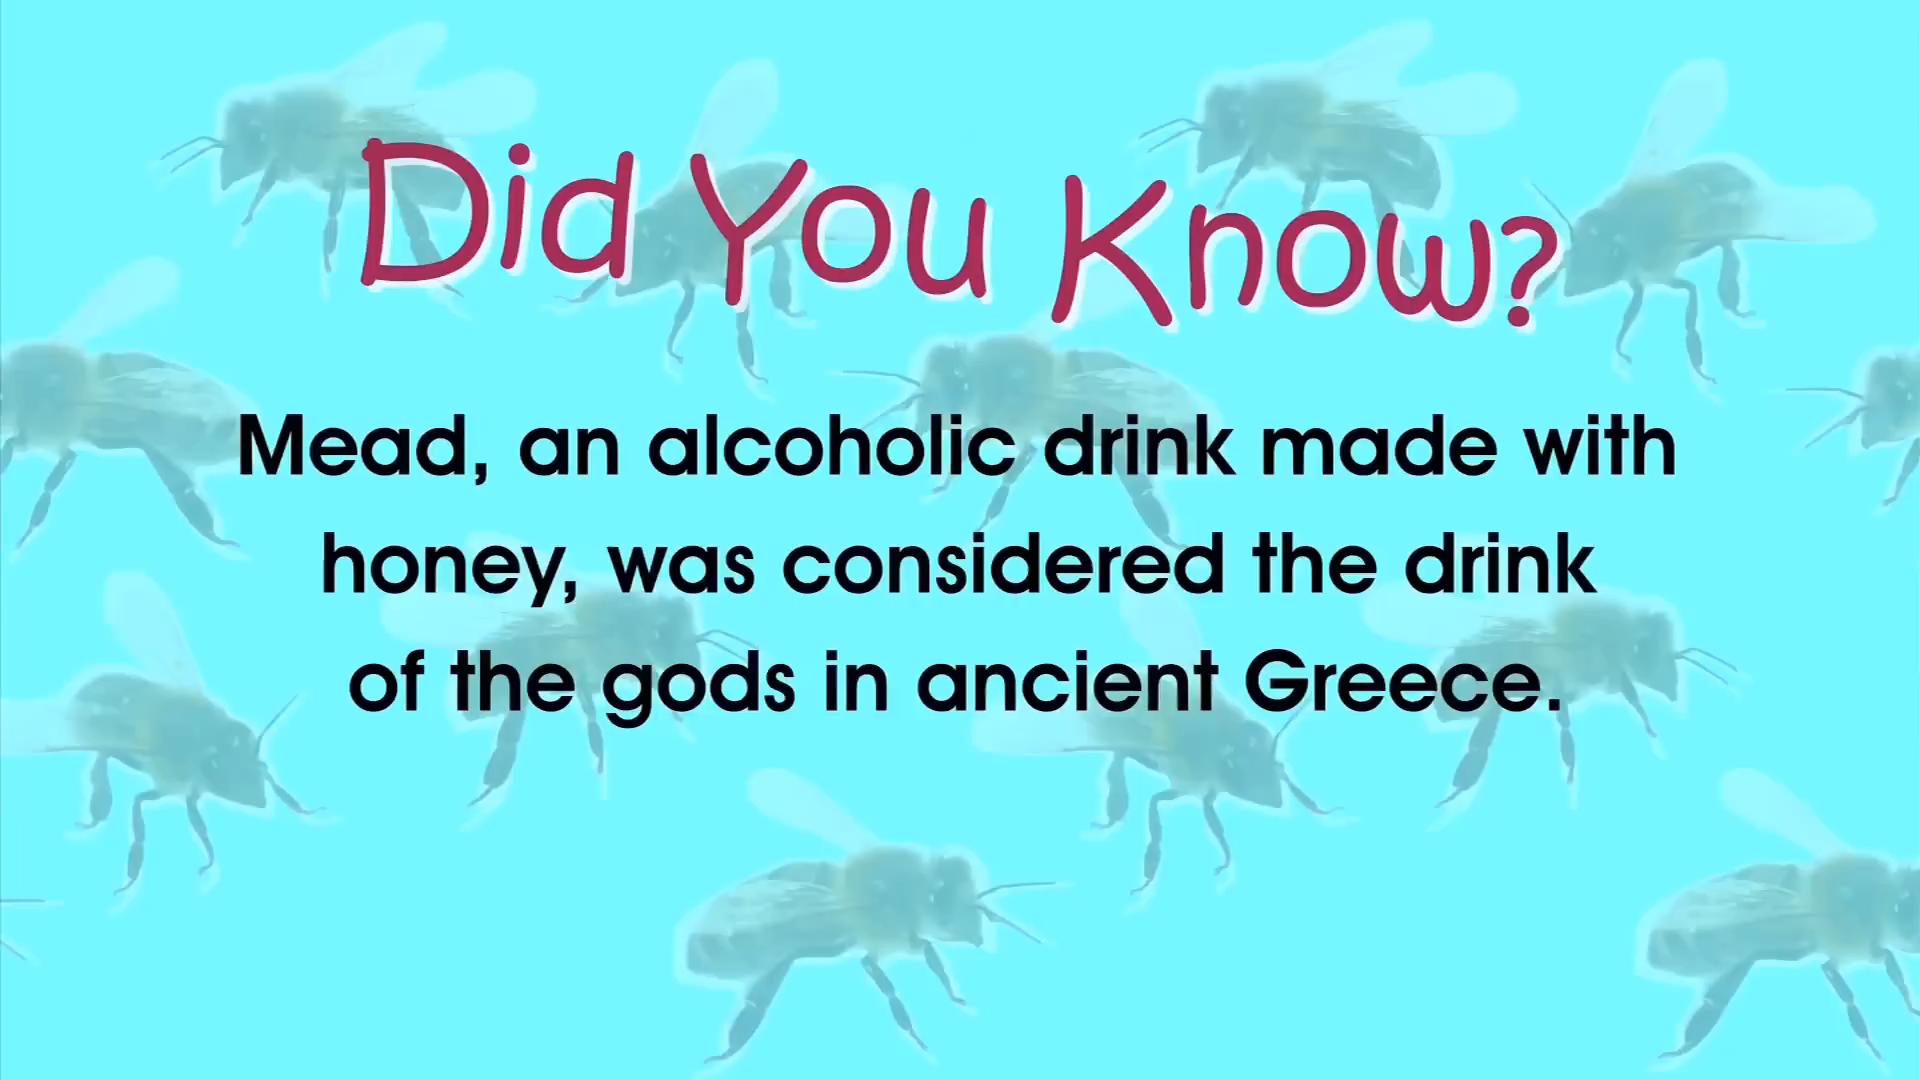 Did You Know?
Mead, an alcoholic drink made with
honey, was considered the drink
of the gods in ancient Greece.